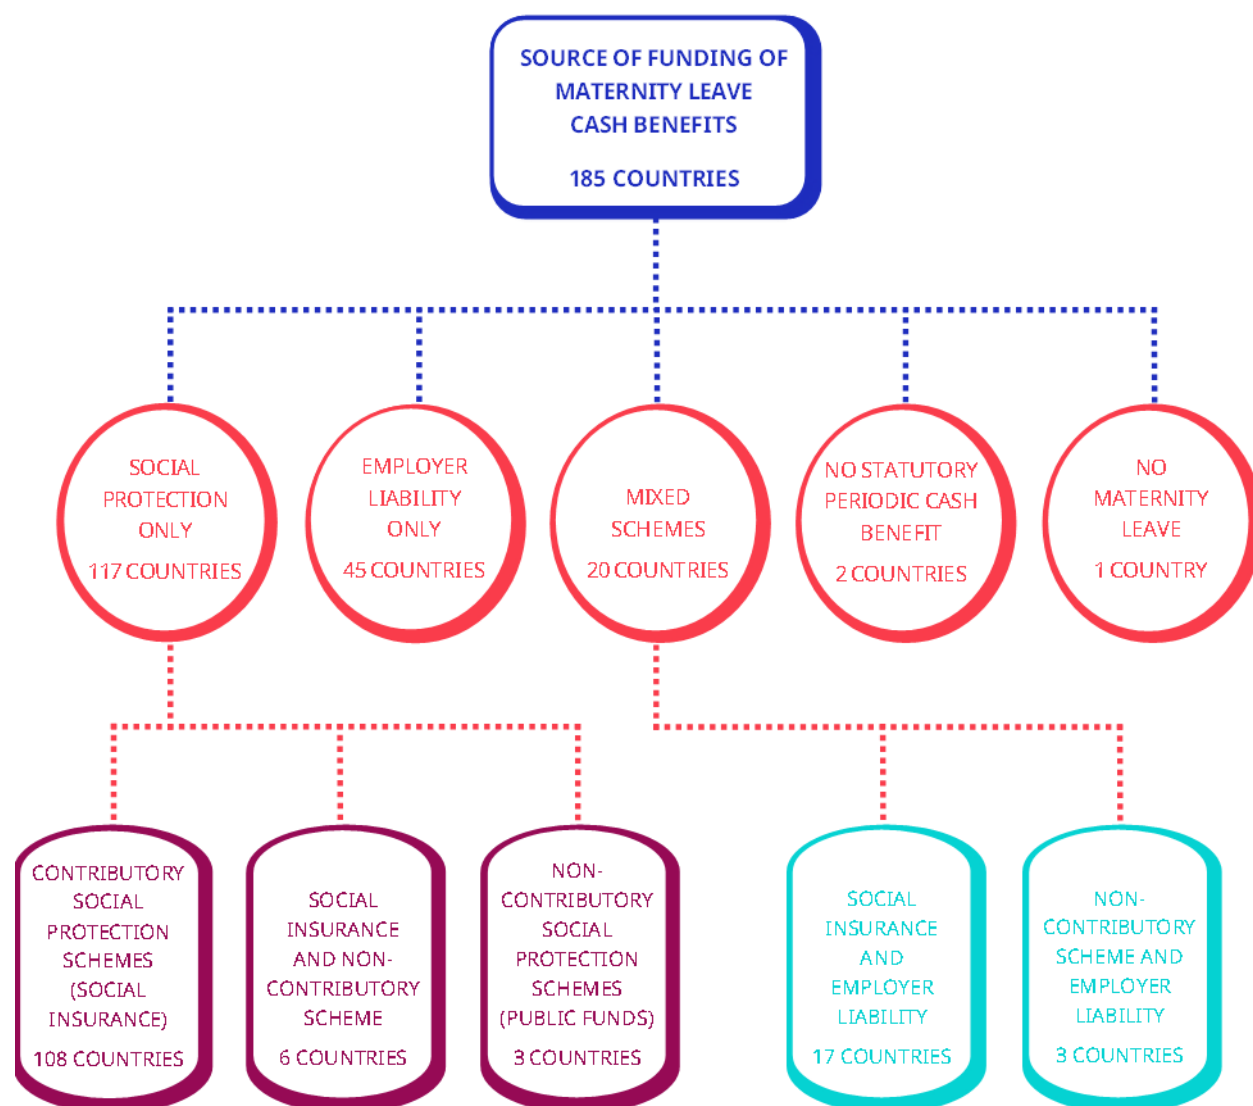 SOURCE OF FUNDING OF
MATERNITY LEAVE
CASH BENEFITS
185 COUNTRIES
SOCIAL
PROTECTION
ONLY
117 COUNTRIES
EMPLOYER
LIABILITY
ONLY
45 COUNTRIES
MIXED
SCHEMES
20 COUNTRIES
NO STATUTORY
PERIODIC CASH
BENEFIT
2 COUNTRIES
NO
MATERNITY
LEAVE
1 COUNTRY
CONTRIBUTORY
SOCIAL
PROTECTION
SCHEMES
(SOCIAL
INSURANCE)
108 COUNTRIES
SOCIAL
INSURANCE
AND NON-
CONTRIBUTORY
SCHEME
6 COUNTRIES
NON-
CONTRIBUTORY
SOCIAL
PROTECTION
SCHEMES
(PUBLIC FUNDS)
3 COUNTRIES
SOCIAL
INSURANCE
AND
EMPLOYER
LIABILITY
17 COUNTRIES
NON-
CONTRIBUTORY
SCHEME AND
EMPLOYER
LIABILITY
3 COUNTRIES